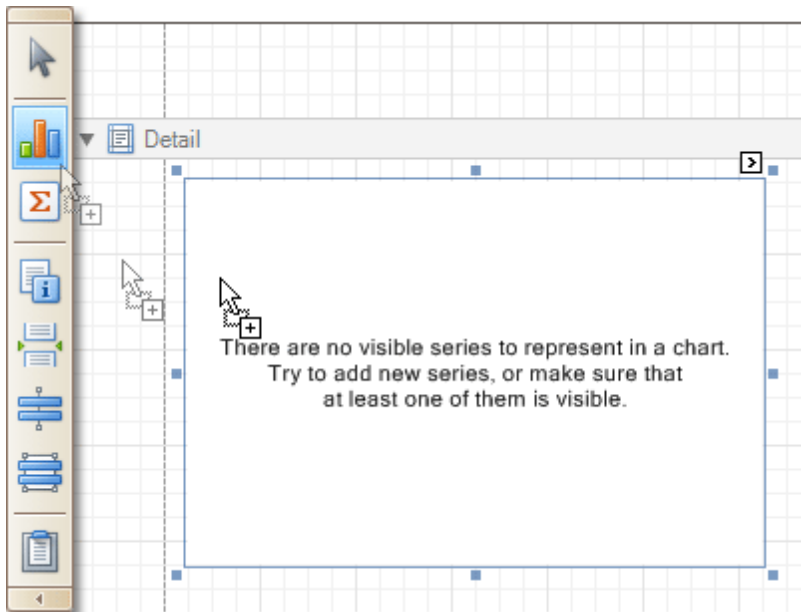 Detail
There are no visible series to represent in a chart.
Try to add new series, or make sure that
at least one of them is visible.